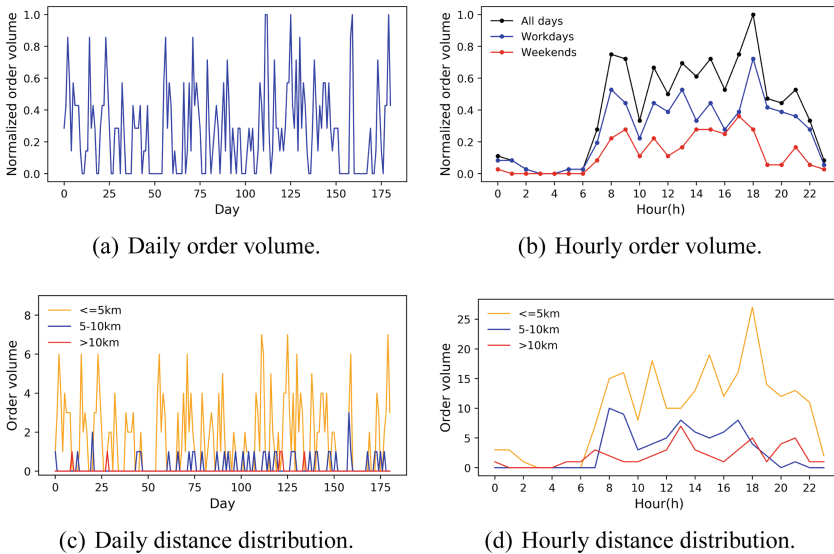 Normalized order volume
1.0
0.8
0.6
0.4
0.2
0.0
0 25 50 75 100 125 150 175
Day
(a) Daily order volume.
Normalized order volume
1.0
0.8
0.6
0.4
0.2
0.0
All days
Workdays
Weekends
0 2 4 6 8 10 12 14 16 18 20 22
Hour(h)
(b) Hourly order volume.
Order volume
8
6
4
2
0
<=5km
5-10km
>10km
0 25 50 75 100 125 150 175
Day
(c) Daily distance distribution.
Order volume
25
20
15
10
5
0
<=5km
5-10km
>10km
0 2 4 6 8 10 12 14 16 18 20 22
Hour(h)
(d) Hourly distance distribution.